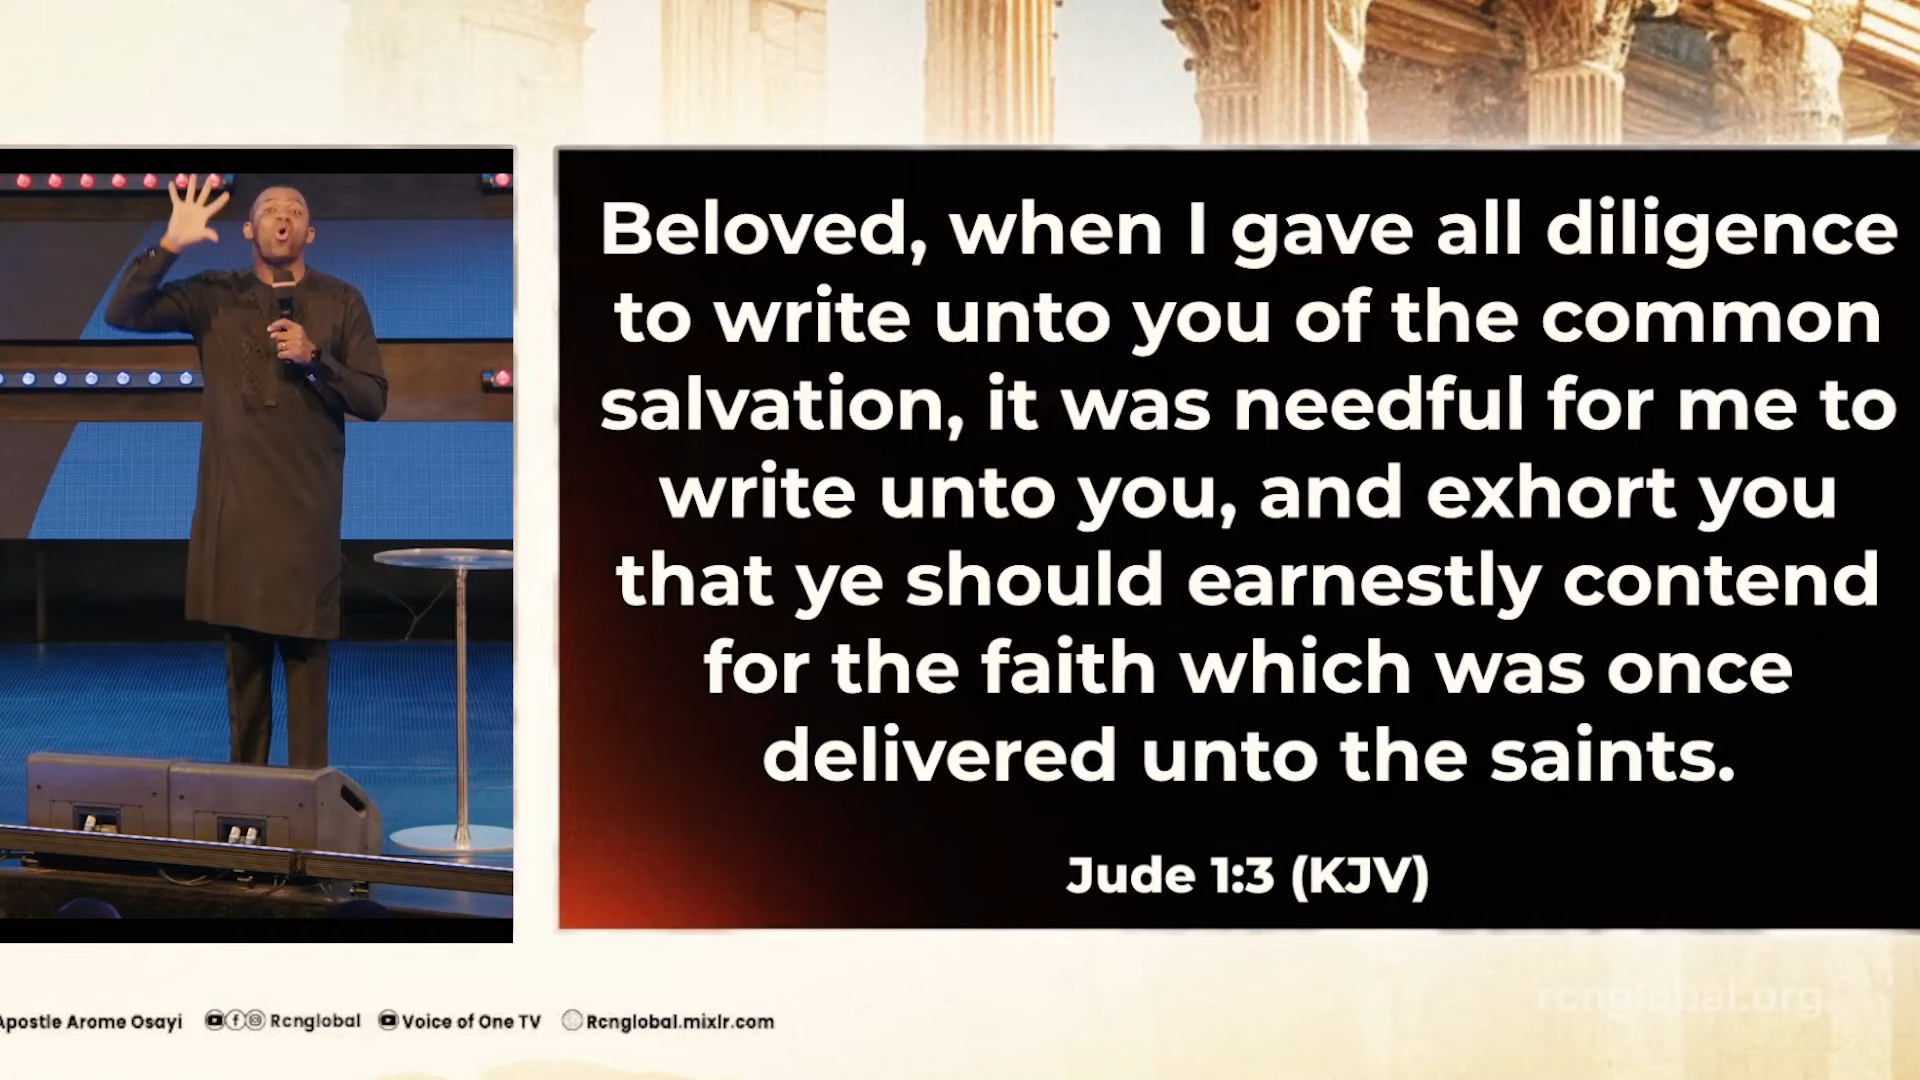 Beloved, when I gave all diligence
to write unto you of the common
salvation, it was needful for me to
write unto you, and exhort you
that ye should earnestly contend
for the faith which was once
delivered unto the saints.
Jude 1:3 (KJV)
rcnglobal.org
Apostle Arome Osayi Rcnglobal Voice of One TV Rcnglobal.mixlr.com